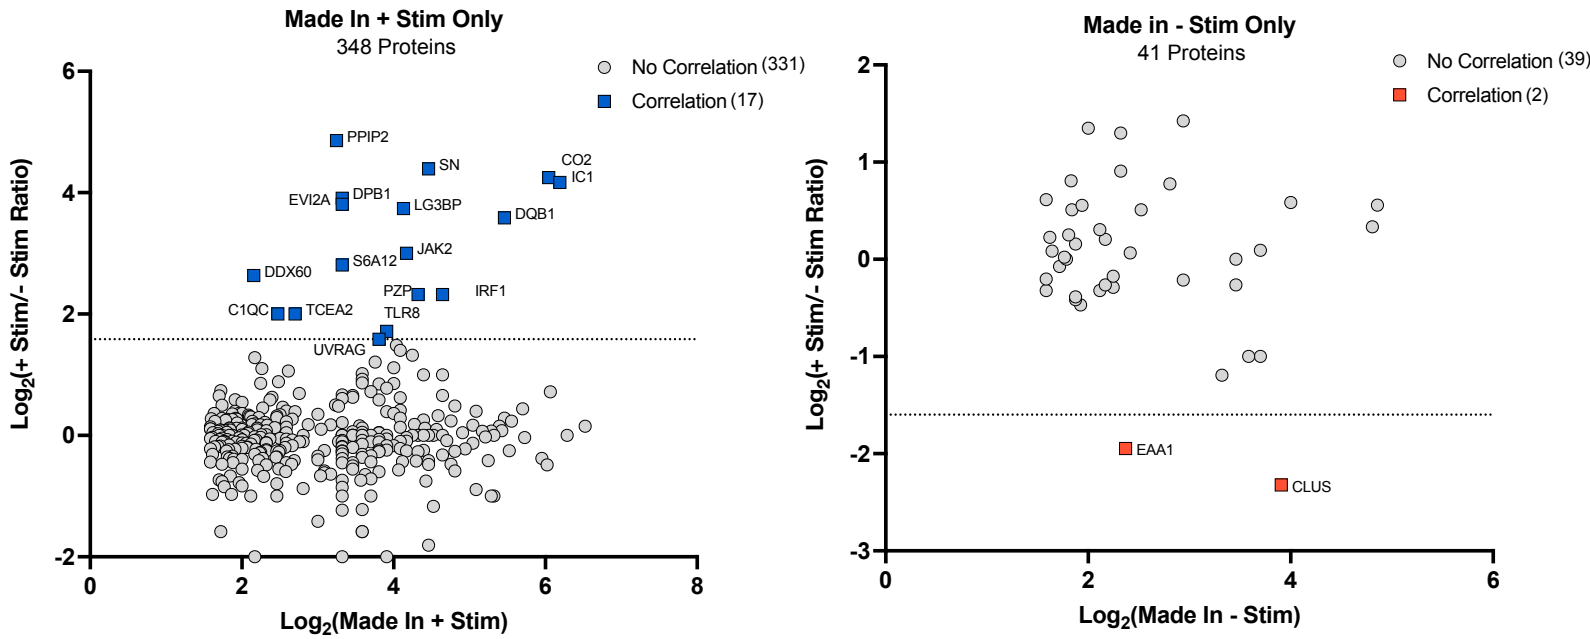 Made In + Stim Only
348 Proteins
No Correlation (331)
Correlation (17)
Log2(+ Stim/- Stim Ratio)
6
4
2
0
-2
PPIP2
SN
CO2
IC1
EVI2A
DPB1
LG3BP
DQB1
JAK2
S6A12
DDX60
PZP
IRF1
C1QC
TCEA2
TLR8
UVRAG
0
2
4
6
8
Log2(Made In + Stim)
Made in - Stim Only
41 Proteins
No Correlation (39)
Correlation (2)
Log2(+ Stim/- Stim Ratio)
2
1
0
-1
-2
-3
EAA1
CLUS
0
2
4
6
Log2(Made In - Stim)